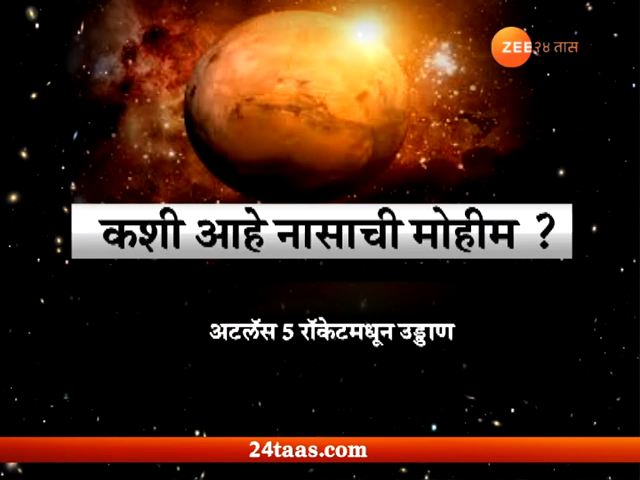 ZEE २४ तास
कशी आहे नासाची मोहीम ?
अटलॅस 5 रॉकेटमधून उड्डाण
24taas.com